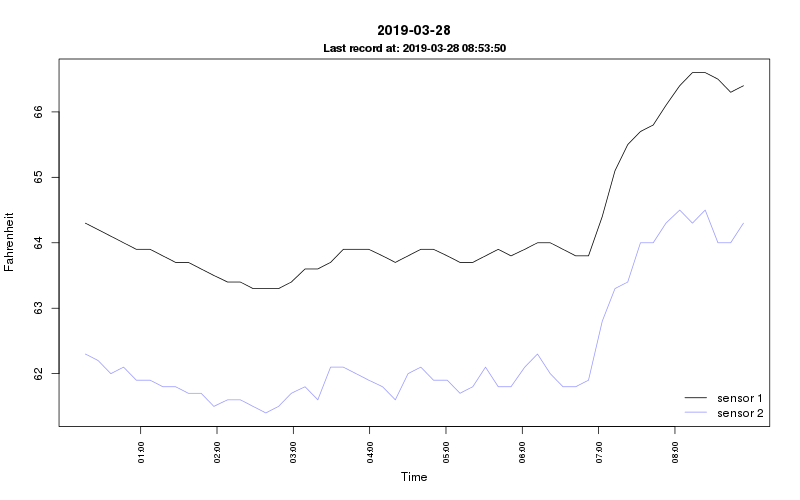 2019-03-28
Last record at: 2019-03-28 08:53:50
Fahrenheit
66
65
64
63
62
sensor 1
sensor 2
01:00 02:00 03:00 04:00 05:00 06:00 07:00 08:00
Time